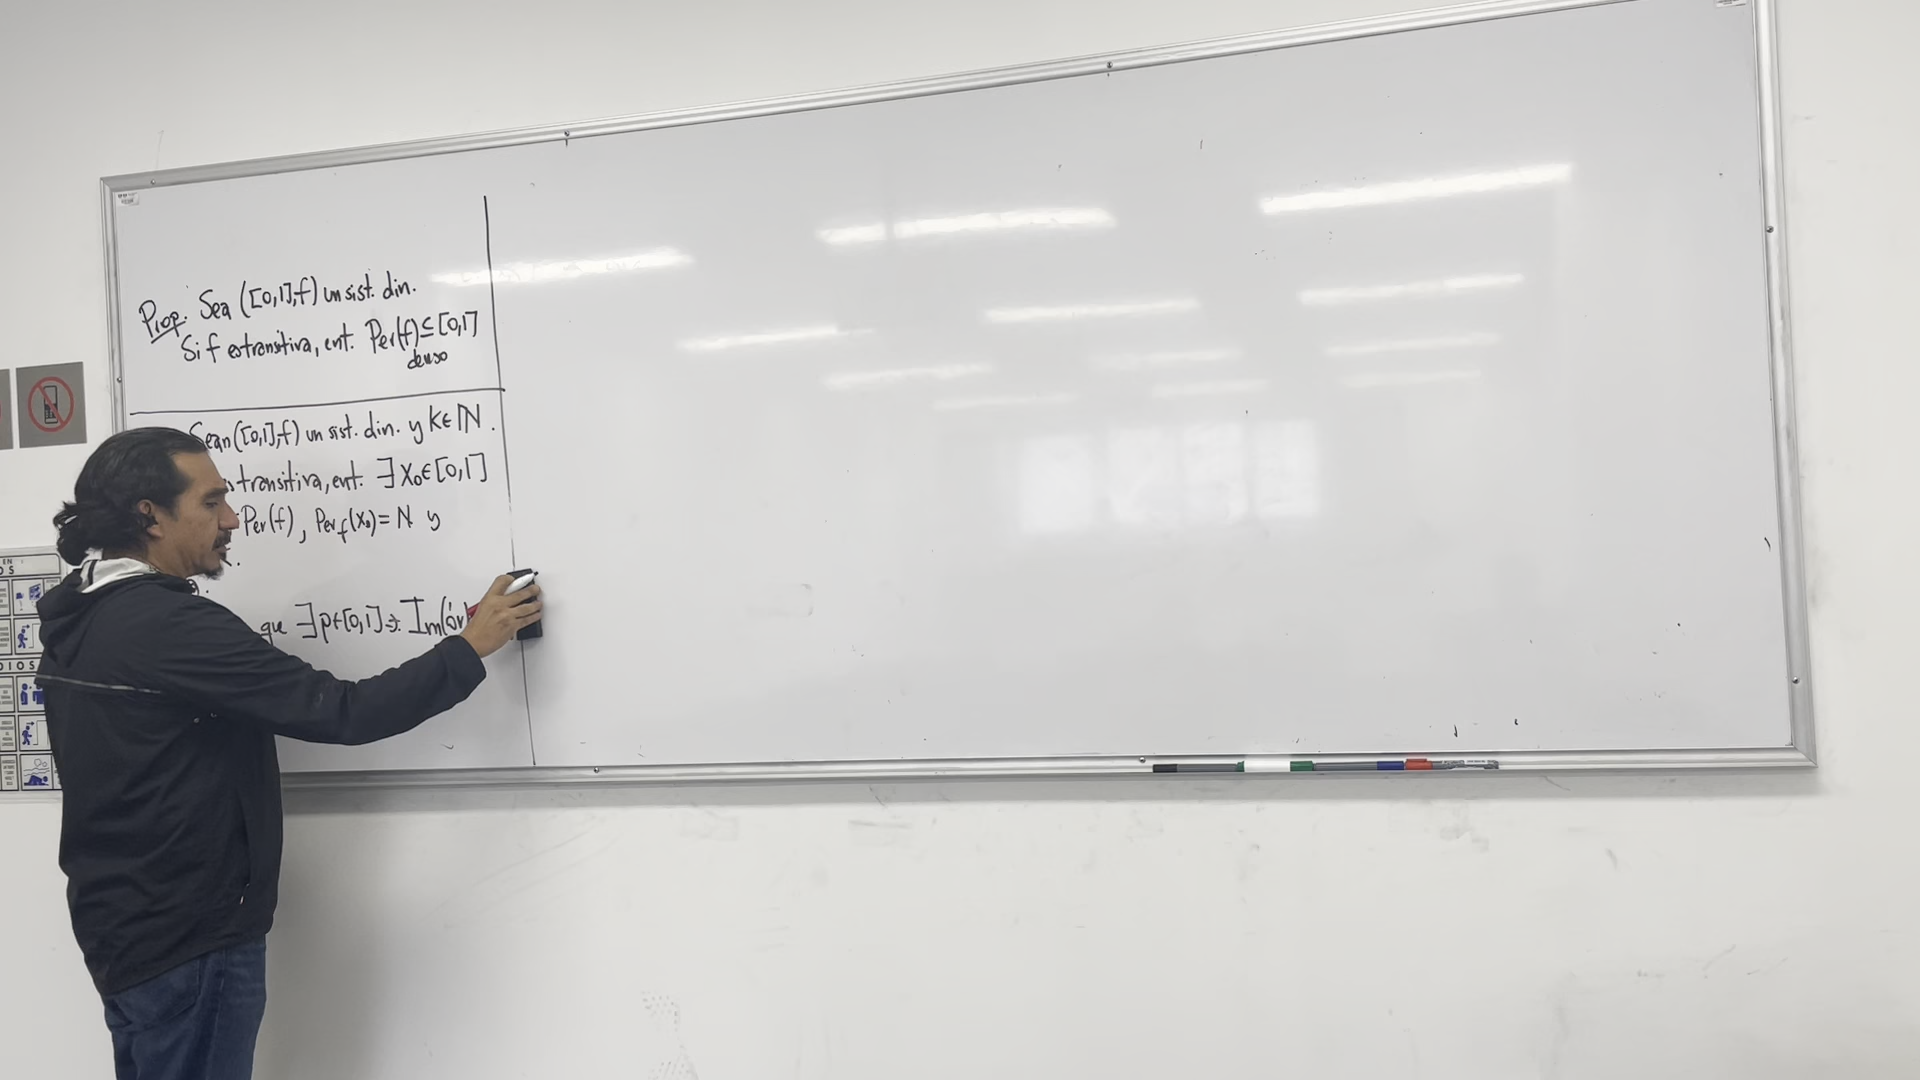 Prop. Sea ([0,1],f) un sist. din.
Si f es transitiva, ent. Per(f)⊆[0,1]
denso
Sean ([0,1],f) un sist. din. y K∈ℕ.
transitiva, ent. ∃ x₀∈[0,1]
Per(f), Per_f(x₀)=N y
que ∃p∈[0,1] ∋: Im(ór